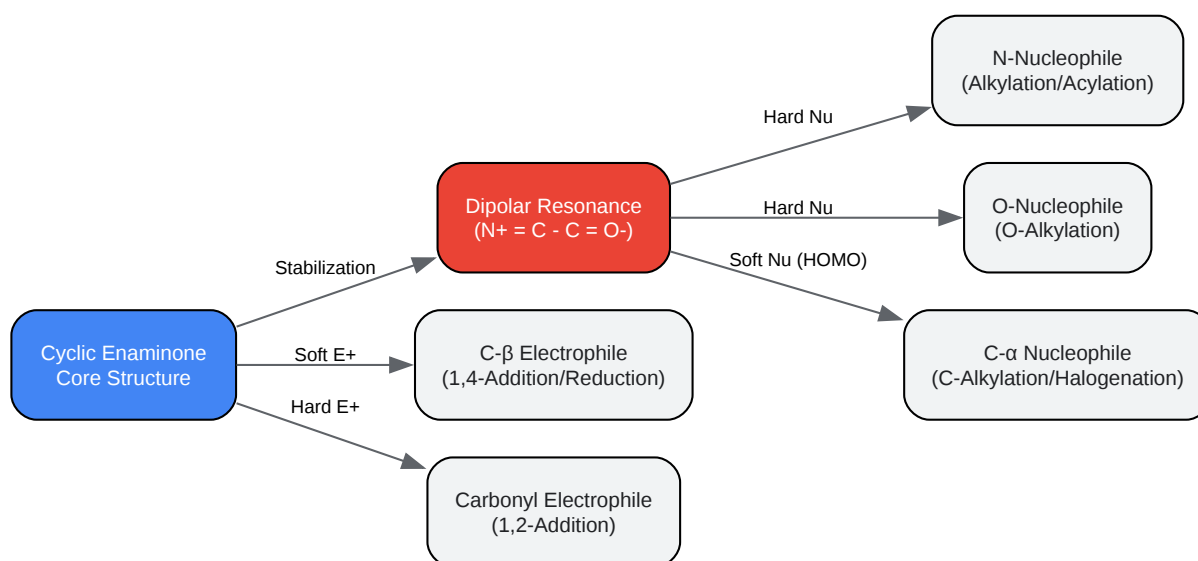 N-Nucleophile
(Alkylation/Acylation)
Hard Nu
Dipolar Resonance
(N+ = C - C = O-)
Hard Nu
O-Nucleophile
(O-Alkylation)
Stabilization
Soft Nu (HOMO)
Cyclic Enaminone
Core Structure
Soft E+
C-β Electrophile
(1,4-Addition/Reduction)
C-α Nucleophile
(C-Alkylation/Halogenation)
Hard E+
Carbonyl Electrophile
(1,2-Addition)